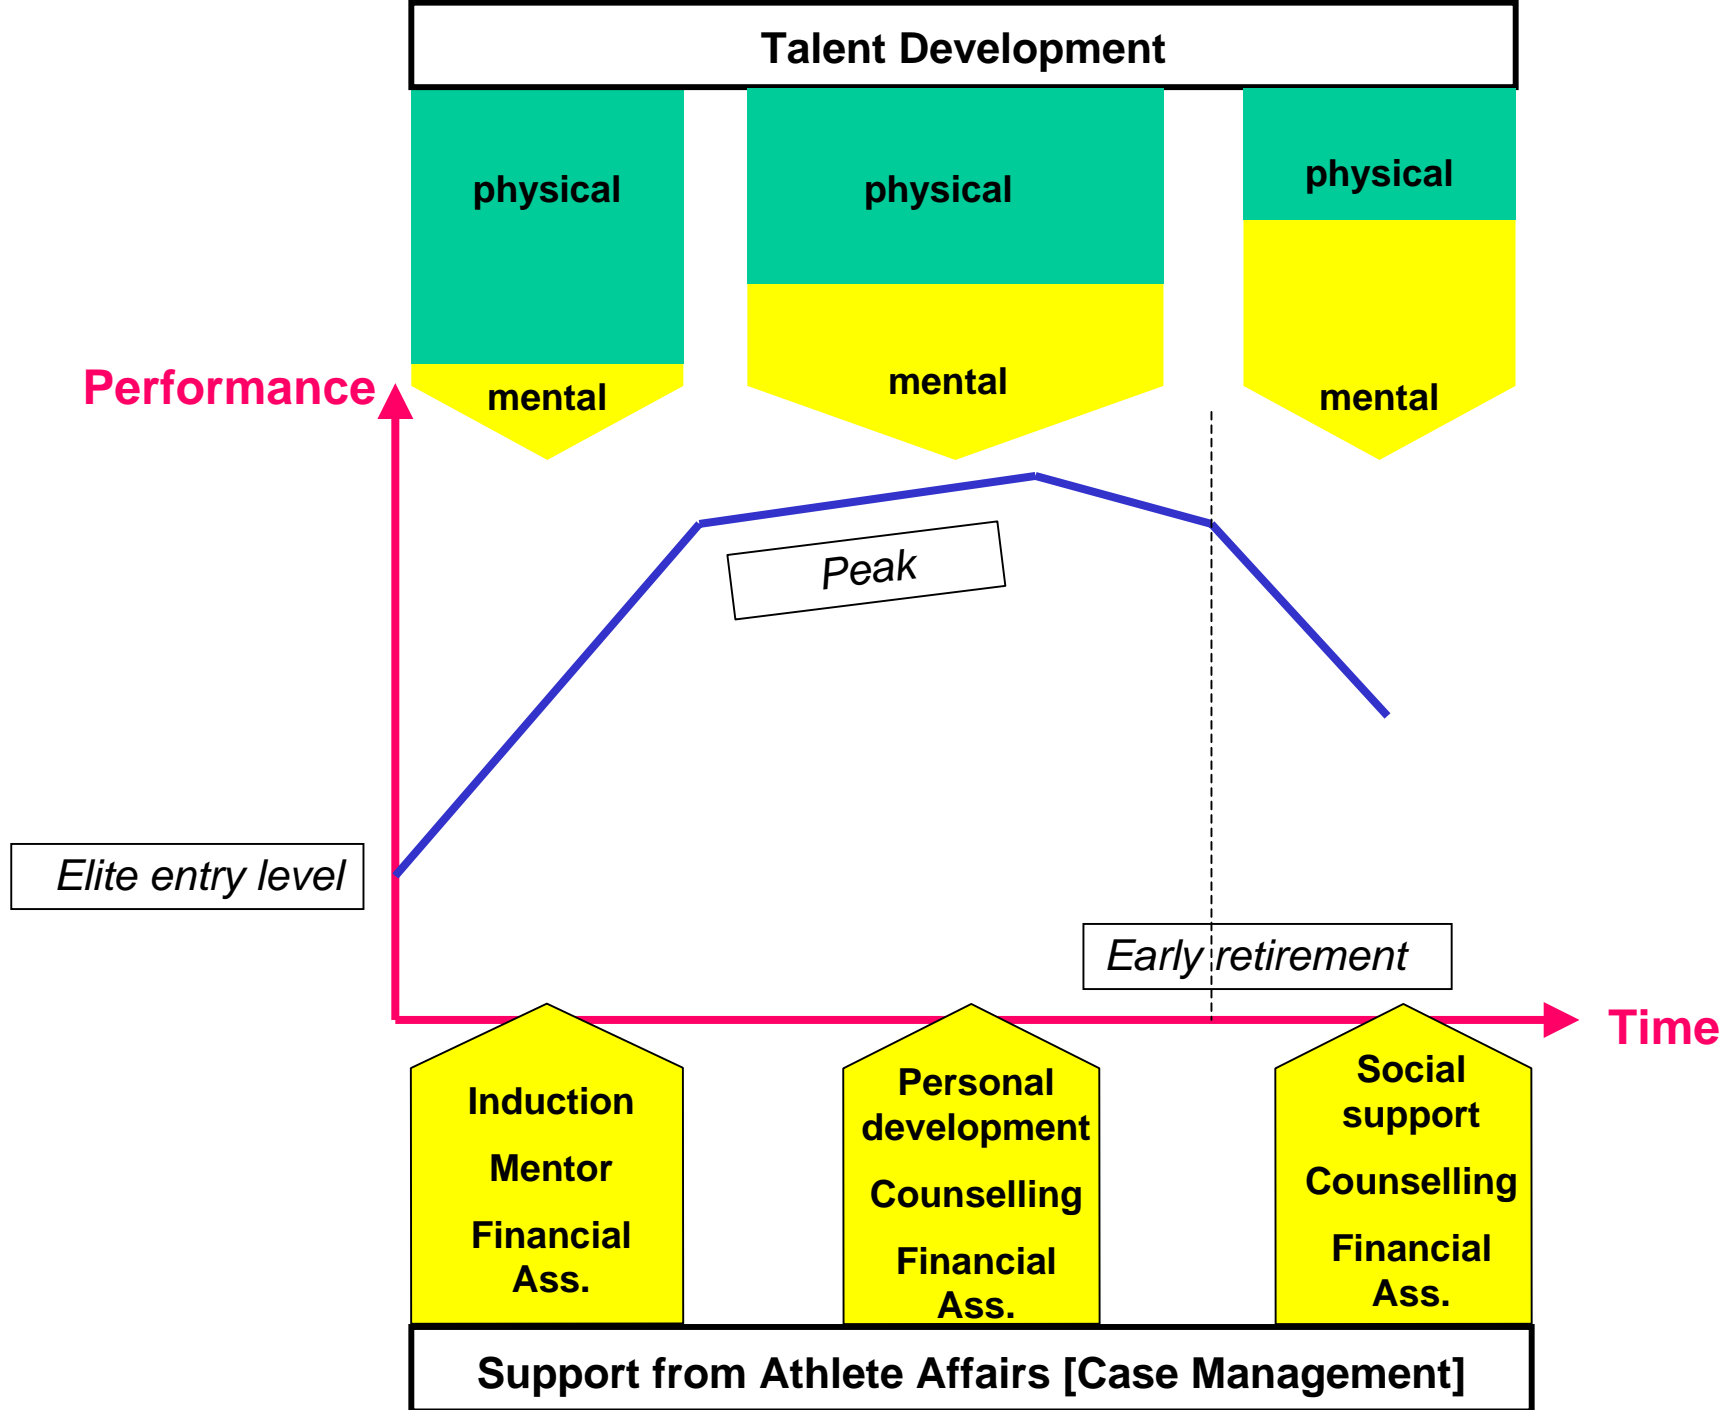 Talent Development
physical
physical
physical
mental
mental
mental
Performance
Peak
Elite entry level
Early retirement
Time
Induction
Mentor
Financial
Ass.
Personal
development
Counselling
Financial
Ass.
Social
support
Counselling
Financial
Ass.
Support from Athlete Affairs [Case Management]